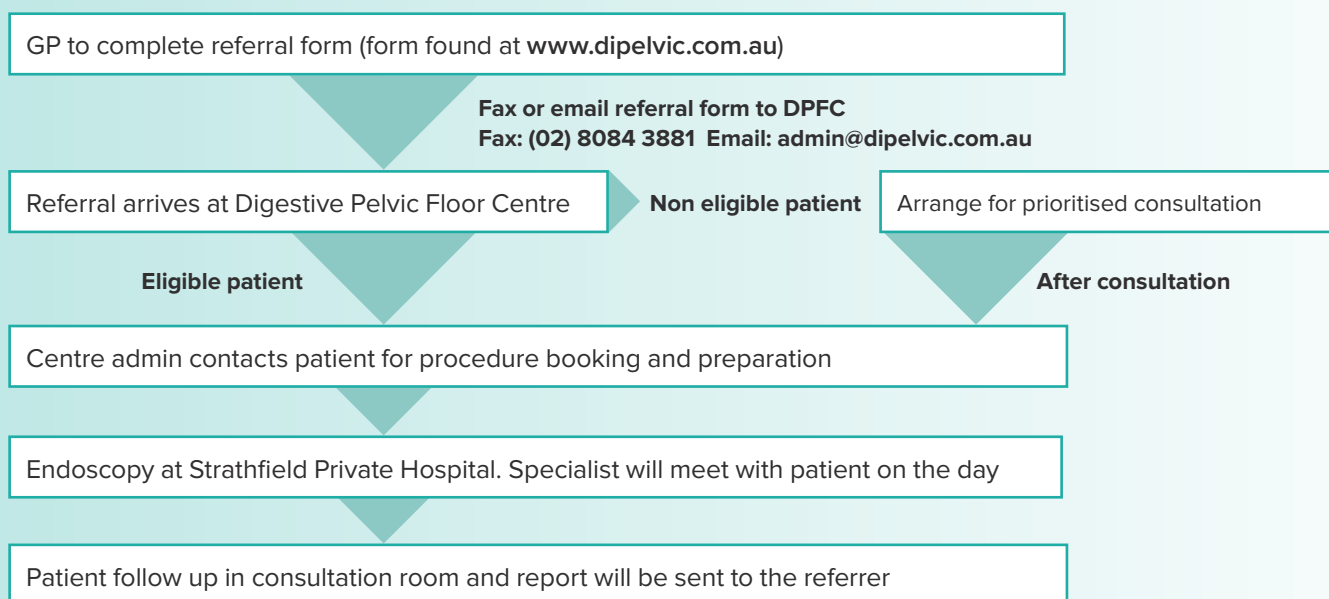 GP to complete referral form (form found at www.dipelvic.com.au)
Fax or email referral form to DPFC
Fax: (02) 8084 3881 Email: admin@dipelvic.com.au
Referral arrives at Digestive Pelvic Floor Centre
Non eligible patient
Arrange for prioritised consultation
Eligible patient
After consultation
Centre admin contacts patient for procedure booking and preparation
Endoscopy at Strathfield Private Hospital. Specialist will meet with patient on the day
Patient follow up in consultation room and report will be sent to the referrer